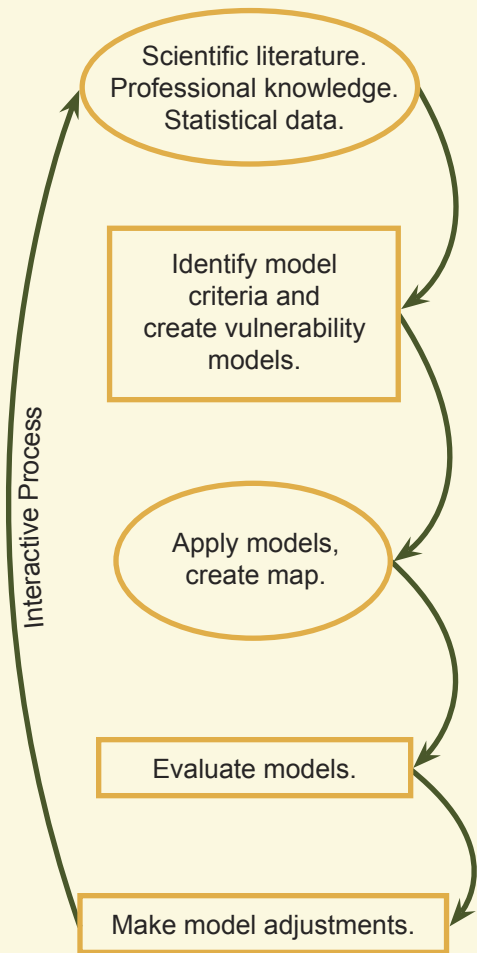 Scientific literature.
Professional knowledge.
Statistical data.
Identify model
criteria and
create vulnerability
models.
Interactive Process
Apply models,
create map.
Evaluate models.
Make model adjustments.